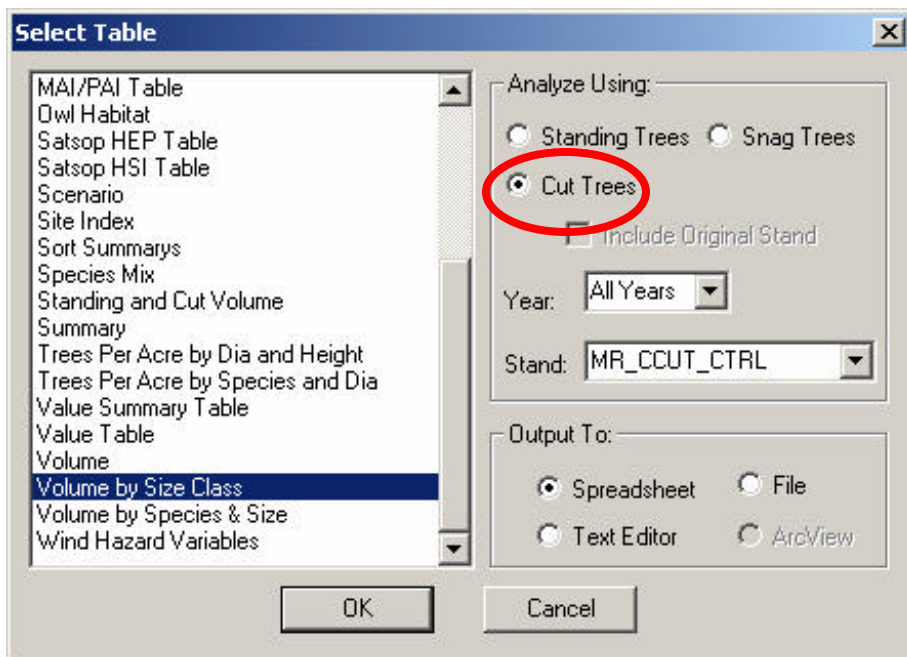 Select Table
MAI/PAI Table
Owl Habitat
Satsop HEP Table
Satsop HSI Table
Scenario
Site Index
Sort Summarys
Species Mix
Standing and Cut Volume
Summary
Trees Per Acre by Dia and Height
Trees Per Acre by Species and Dia
Value Summary Table
Value Table
Volume
Volume by Size Class
Volume by Species & Size
Wind Hazard Variables
Analyze Using:
Standing Trees Snag Trees
Cut Trees
Include Original Stand
Year: All Years
Stand: MR_CCUT_CTRL
Output To:
Spreadsheet File
Text Editor ArcView
OK Cancel